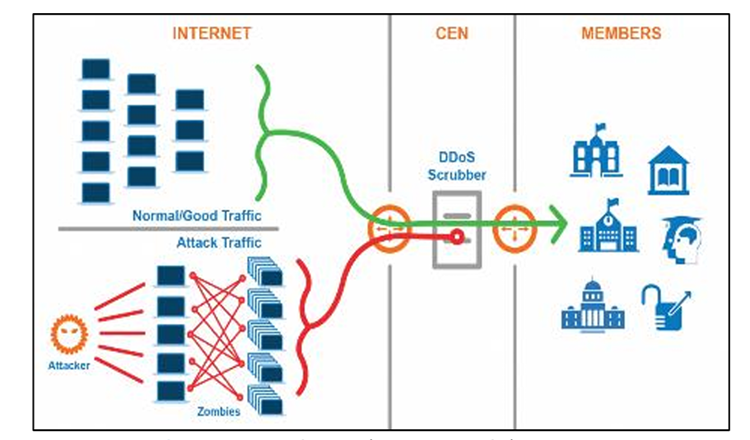 INTERNET
CEN
MEMBERS
DDoS
Scrubber
Normal/Good Traffic
Attack Traffic
Attacker
Zombies